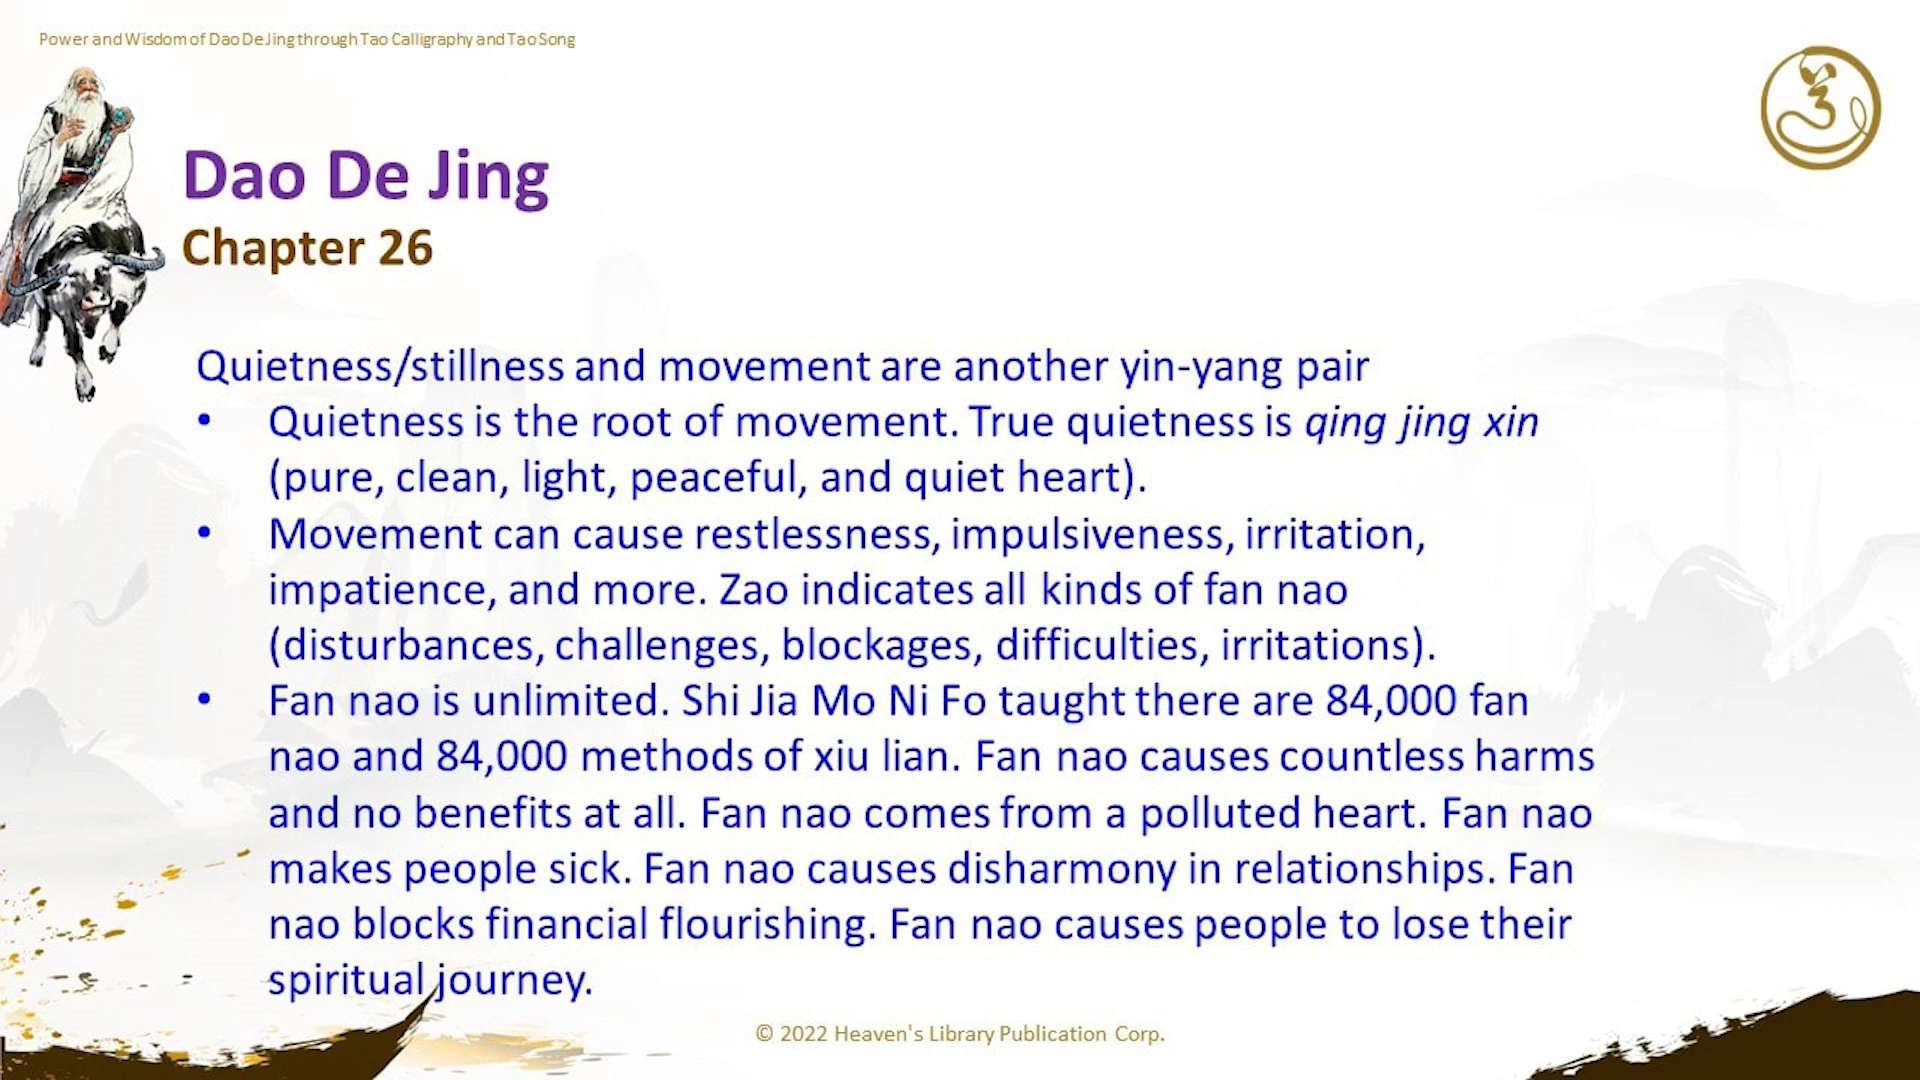 Power and Wisdom of Dao De Jing through Tao Calligraphy and Tao Song
Dao De Jing
Chapter 26
Quietness/stillness and movement are another yin-yang pair
• Quietness is the root of movement. True quietness is qing jing xin
(pure, clean, light, peaceful, and quiet heart).
• Movement can cause restlessness, impulsiveness, irritation,
impatience, and more. Zao indicates all kinds of fan nao
(disturbances, challenges, blockages, difficulties, irritations).
• Fan nao is unlimited. Shi Jia Mo Ni Fo taught there are 84,000 fan
nao and 84,000 methods of xiu lian. Fan nao causes countless harms
and no benefits at all. Fan nao comes from a polluted heart. Fan nao
makes people sick. Fan nao causes disharmony in relationships. Fan
nao blocks financial flourishing. Fan nao causes people to lose their
spiritual journey.
© 2022 Heaven's Library Publication Corp.